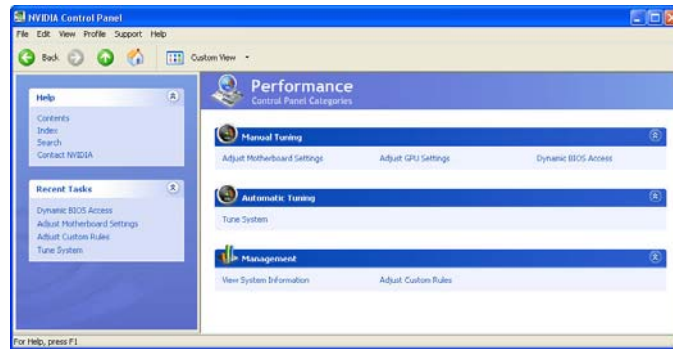 NVIDIA Control Panel
File Edit View Profile Support Help
Back Custom View
Help
Contents
Index
Search
Contact NVIDIA
Recent Tasks
Dynamic BIOS Access
Adjust Motherboard Settings
Adjust Custom Rules
Tune System
Performance
Control Panel Categories
Manual Tuning
Adjust Motherboard Settings Adjust GPU Settings Dynamic BIOS Access
Automatic Tuning
Tune System
Management
View System Information Adjust Custom Rules
For Help, press F1